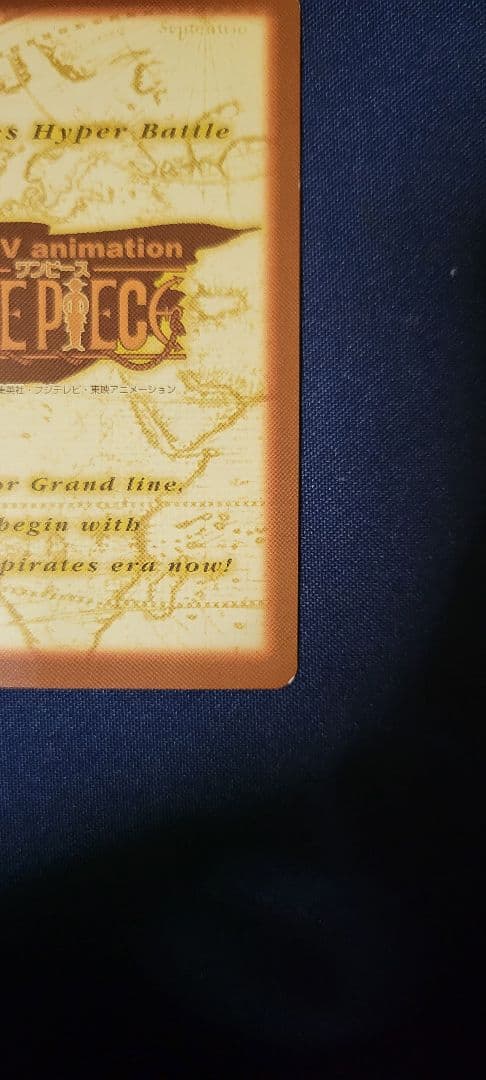 September
s Hyper Battle
V animation
ワンピース
E PIECE
集英社・フジテレビ・東映アニメーション
or Grand line,
begin with
pirates era now!